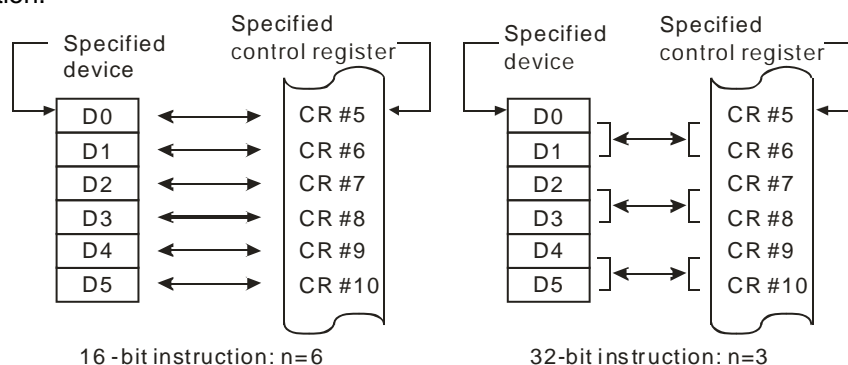 tion.
Specified
device
Specified
control register
D0
D1
D2
D3
D4
D5
CR #5
CR #6
CR #7
CR #8
CR #9
CR #10
16-bit instruction: n=6
Specified
device
Specified
control register
D0
D1
D2
D3
D4
D5
CR #5
CR #6
CR #7
CR #8
CR #9
CR #10
32-bit instruction: n=3